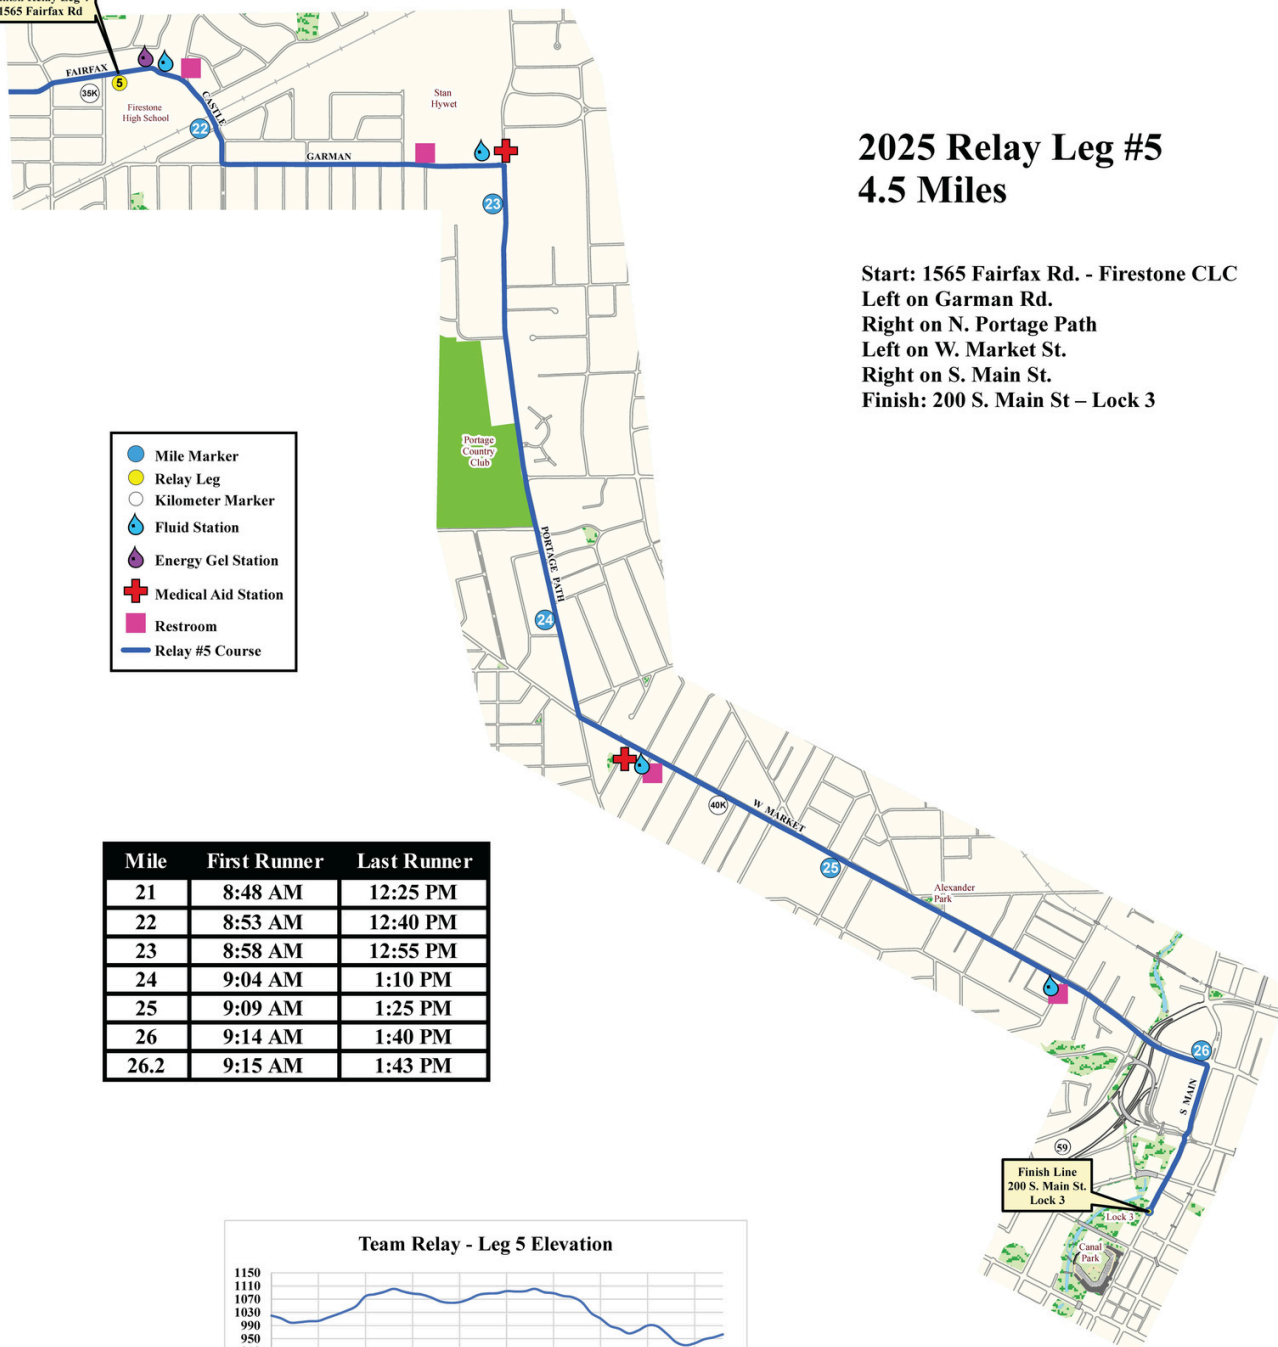 1565 Fairfax Rd
FAIRFAX
5
35K
Firestone
High School
CASTLE
22
Stan
Hywet
GARMAN
23
2025 Relay Leg #5
4.5 Miles
Start: 1565 Fairfax Rd. - Firestone CLC
Left on Garman Rd.
Right on N. Portage Path
Left on W. Market St.
Right on S. Main St.
Finish: 200 S. Main St – Lock 3
Portage
Country
Club
Mile Marker
Relay Leg
Kilometer Marker
Fluid Station
Energy Gel Station
Medical Aid Station
Restroom
Relay #5 Course
PORTAGE PATH
24
40K
W MARKET
25
Alexander
Park
Mile First Runner Last Runner
21 8:48 AM 12:25 PM
22 8:53 AM 12:40 PM
23 8:58 AM 12:55 PM
24 9:04 AM 1:10 PM
25 9:09 AM 1:25 PM
26 9:14 AM 1:40 PM
26.2 9:15 AM 1:43 PM
26
S MAIN
59
Finish Line
200 S. Main St.
Lock 3
Lock 3
Canal
Park
Team Relay - Leg 5 Elevation
1150
1110
1070
1030
990
950